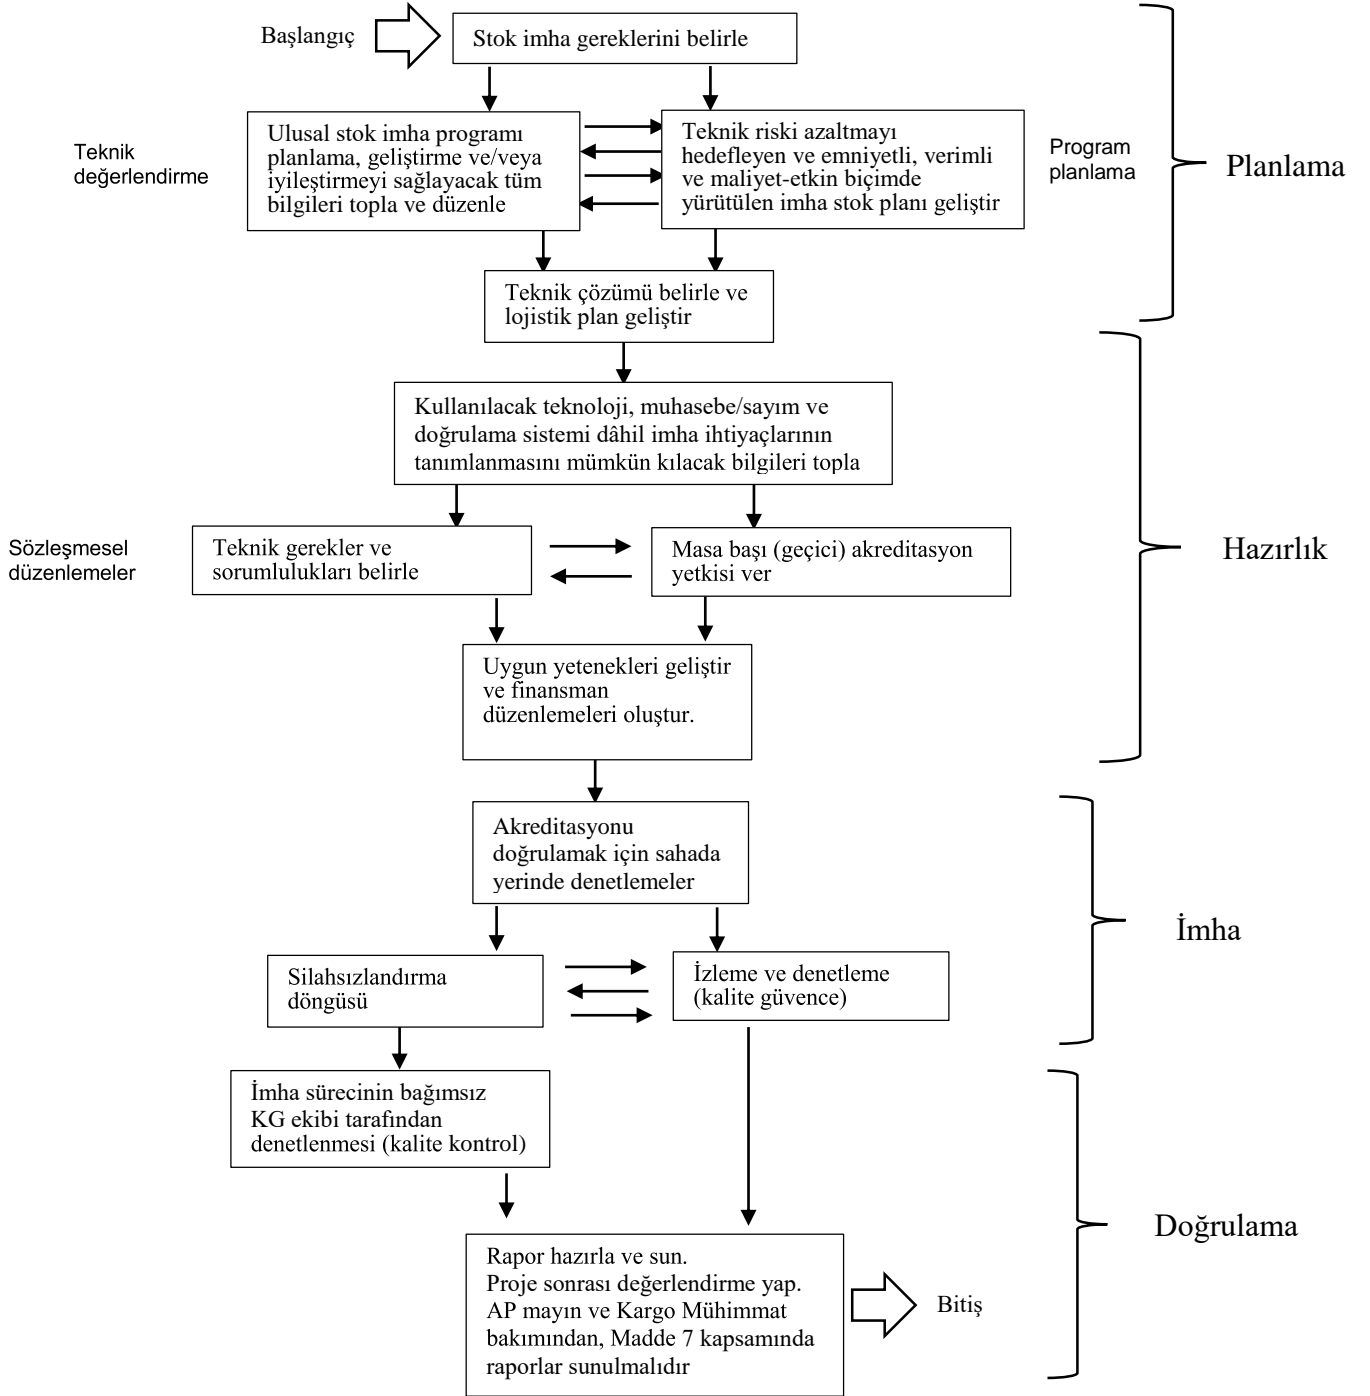 Başlangıç
Stok imha gereklerini belirle
Teknik
değerlendirme
Ulusal stok imha programı
planlama, geliştirme ve/veya
iyileştirmeyi sağlayacak tüm
bilgileri topla ve düzenle
Teknik riski azaltmayı
hedefleyen ve emniyetli, verimli
ve maliyet-etkin biçimde
yürütülen imha stok planı geliştir
Program
planlama
Planlama
Teknik çözümü belirle ve
lojistik plan geliştir
Kullanılacak teknoloji, muhasebe/sayım ve
doğrulama sistemi dâhil imha ihtiyaçlarının
tanımlanmasını mümkün kılacak bilgileri topla
Sözleşmesel
düzenlemeler
Teknik gerekler ve
sorumlulukları belirle
Masa başı (geçici) akreditasyon
yetkisi ver
Hazırlık
Uygun yetenekleri geliştir
ve finansman
düzenlemeleri oluştur.
Akreditasyonu
doğrulamak için sahada
yerinde denetlemeler
İmha
Silahsızlandırma
döngüsü
İzleme ve denetleme
(kalite güvence)
İmha sürecinin bağımsız
KG ekibi tarafından
denetlenmesi (kalite kontrol)
Doğrulama
Rapor hazırla ve sun.
Proje sonrası değerlendirme yap.
AP mayın ve Kargo Mühimmat
bakımından, Madde 7 kapsamında
raporlar sunulmalıdır
Bitiş